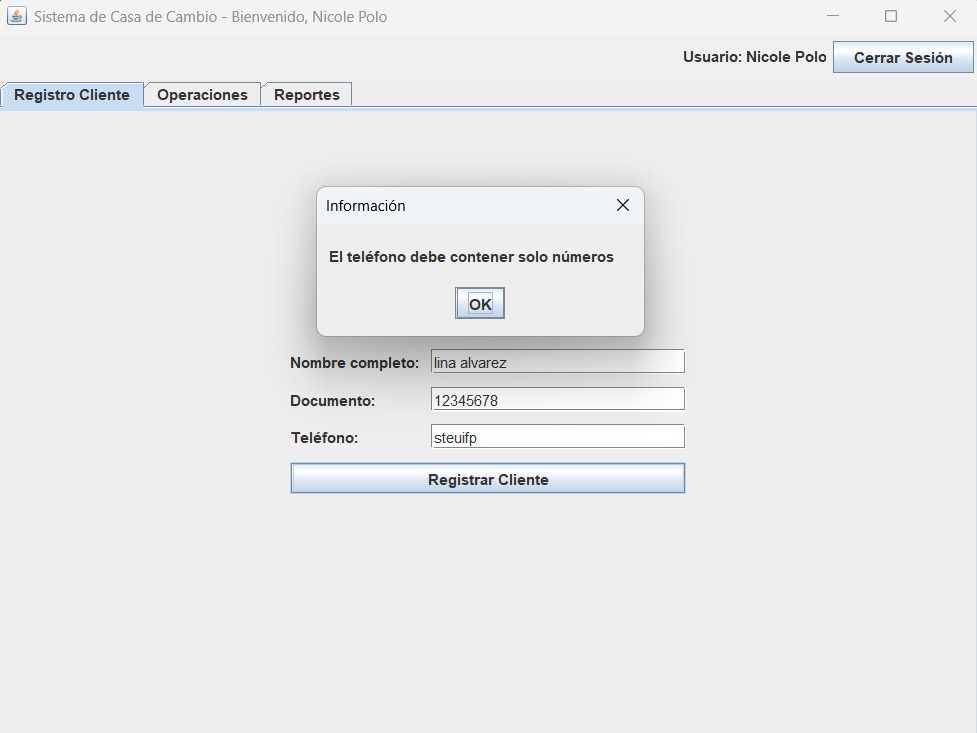 Sistema de Casa de Cambio - Bienvenido, Nicole Polo
Usuario: Nicole Polo
Cerrar Sesión
Registro Cliente
Operaciones
Reportes
Información
El teléfono debe contener solo números
OK
Nombre completo: lina alvarez
Documento: 12345678
Teléfono: steuifp
Registrar Cliente